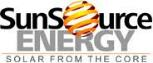 SunSource
ENERGY
SOLAR FROM THE CORE